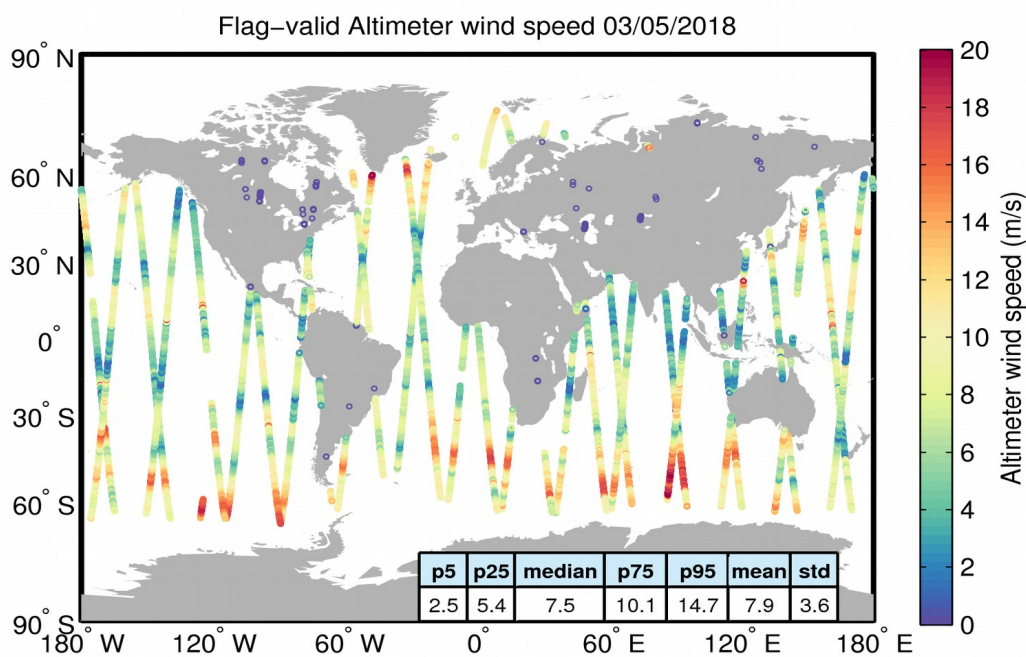 Flag−valid Altimeter wind speed 03/05/2018
90° N
60° N
30° N
0°
30° S
60° S
90° S
180° W
120° W
60° W
0°
60° E
120° E
180° E
p5 p25 median p75 p95 mean std
2.5 5.4 7.5 10.1 14.7 7.9 3.6
20
18
16
14
12
10
8
6
4
2
0
Altimeter wind speed (m/s)